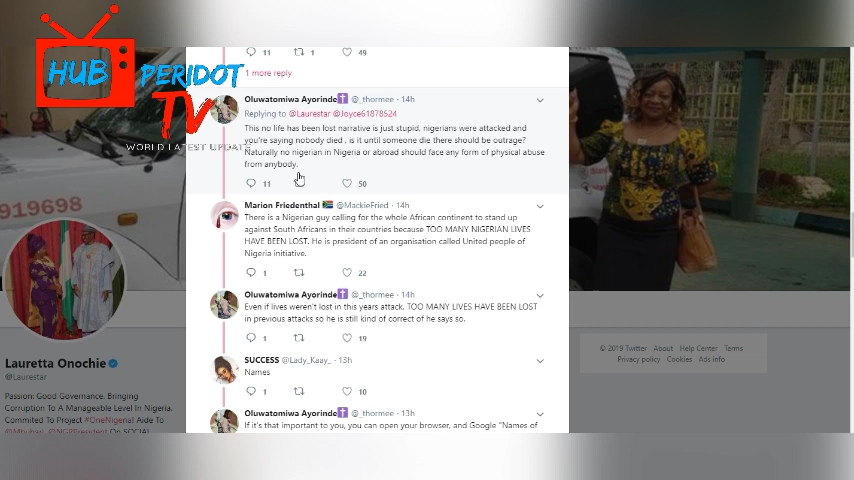 HUB PERIDOT
TV
WORLD LATEST UPDAT
11 1 49
1 more reply
Oluwatomiwa Ayorinde @_thormee · 14h
Replying to @Laurestar @Joyce61878524
This no life has been lost narrative is just stupid, nigerians were attacked and
you're saying nobody died , is it until someone die there should be outrage?
Naturally no nigerian in Nigeria or abroad should face any form of physical abuse
from anybody.
11 50
Marion Friedenthal 🇿🇦 @MackieFried · 14h
There is a Nigerian guy calling for the whole African continent to stand up
against South Africans in their countries because TOO MANY NIGERIAN LIVES
HAVE BEEN LOST. He is president of an organisation called United people of
Nigeria initiative.
1 22
Oluwatomiwa Ayorinde @_thormee · 14h
Even if lives weren't lost in this years attack, TOO MANY LIVES HAVE BEEN LOST
in previous attacks so he is still kind of correct of he says so.
1 19
SUCCESS @Lady_Kaay_ · 13h
Names
1 10
Oluwatomiwa Ayorinde @_thormee · 13h
If it's that important to you, you can open your browser, and Google "Names of
919698
Lauretta Onochie
@Laurestar
Passion: Good Governance. Bringing
Corruption To A Manageable Level In Nigeria.
Commited To Project #OneNigeria! Aide To
@Mbuhari, @NGRPresident On SOCIAL
© 2019 Twitter About Help Center Terms
Privacy policy Cookies Ads info